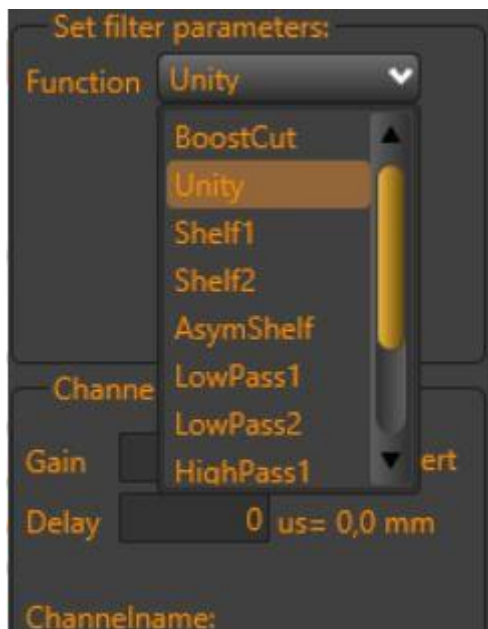 Set filter parameters:
Function Unity
BoostCut
Unity
Shelf1
Shelf2
AsymShelf
LowPass1
Channe
LowPass2
Gain ert
HighPass1
Delay 0 us= 0,0 mm
Channelname: